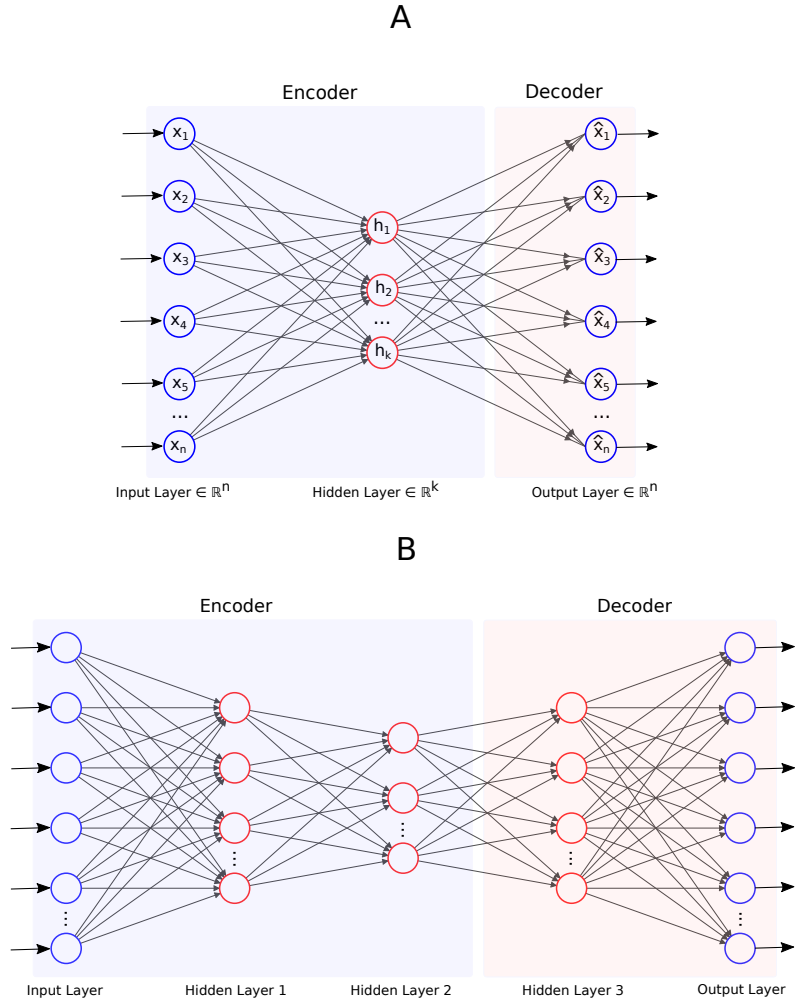 A
Encoder
Decoder
x₁
x₂
x₃
x₄
x₅
...
xₙ
h₁
h₂
...
hₖ
x̂₁
x̂₂
x̂₃
x̂₄
x̂₅
...
x̂ₙ
Input Layer ∈ ℝⁿ
Hidden Layer ∈ ℝᵏ
Output Layer ∈ ℝⁿ
B
Encoder
Decoder
...
...
...
...
...
Input Layer
Hidden Layer 1
Hidden Layer 2
Hidden Layer 3
Output Layer